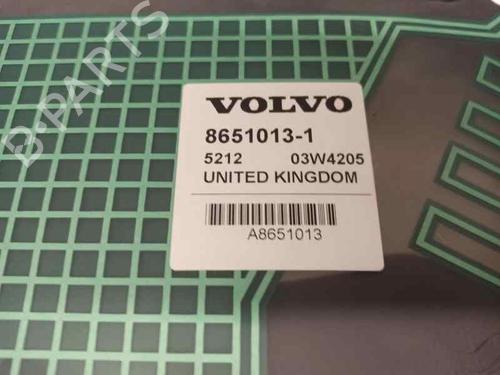 B-PARTS
VOLVO
8651013-1
5212 03W4205
UNITED KINGDOM
A8651013